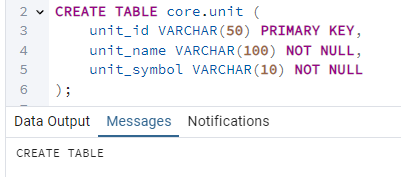 2 CREATE TABLE core.unit (
3 unit_id VARCHAR(50) PRIMARY KEY,
4 unit_name VARCHAR(100) NOT NULL,
5 unit_symbol VARCHAR(10) NOT NULL
6 );
Data Output Messages Notifications
CREATE TABLE